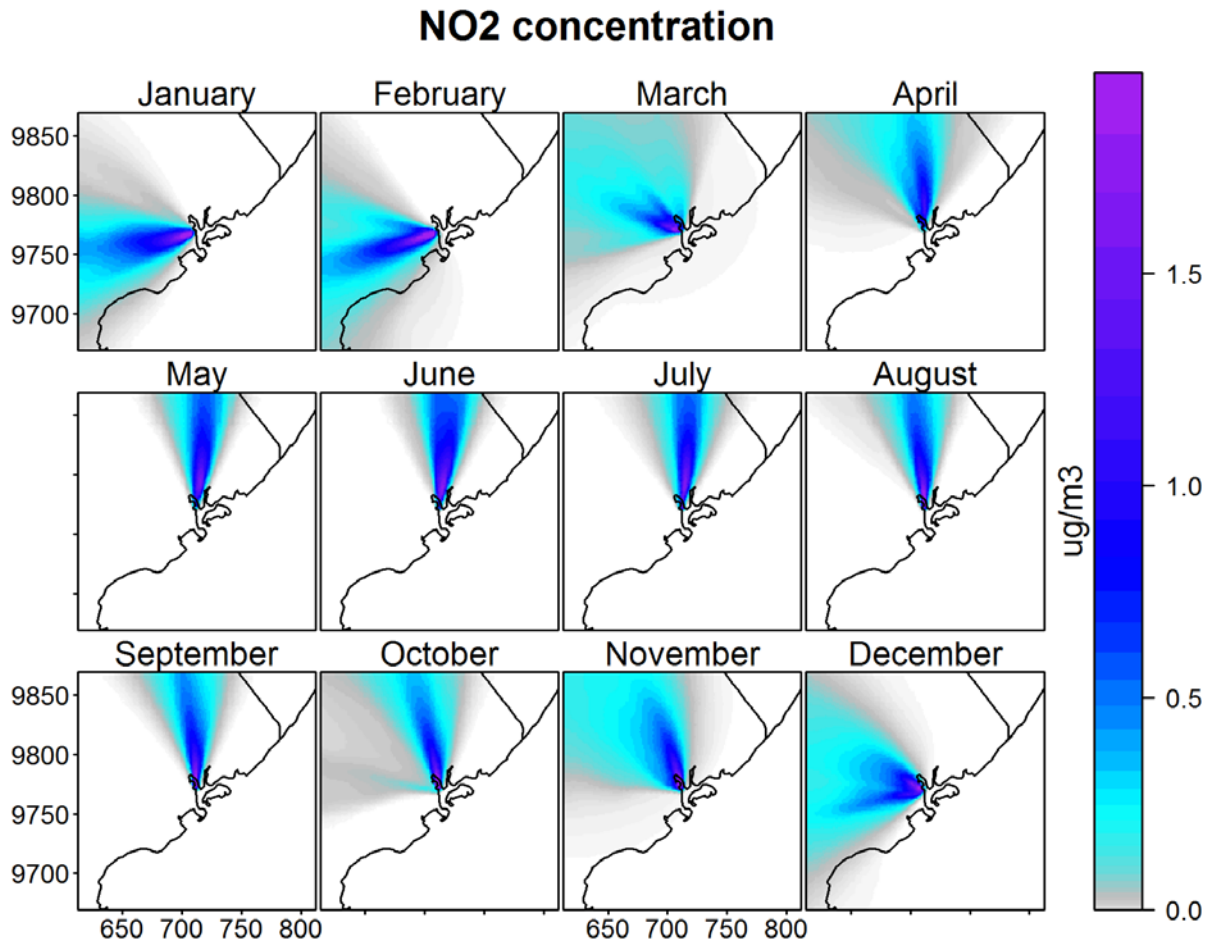 NO2 concentration
January February March April
9850
9800
9750
9700
May June July August
September October November December
9850
9800
9750
9700
650 700 750 800 650 700 750 800
ug/m3
1.5
1.0
0.5
0.0